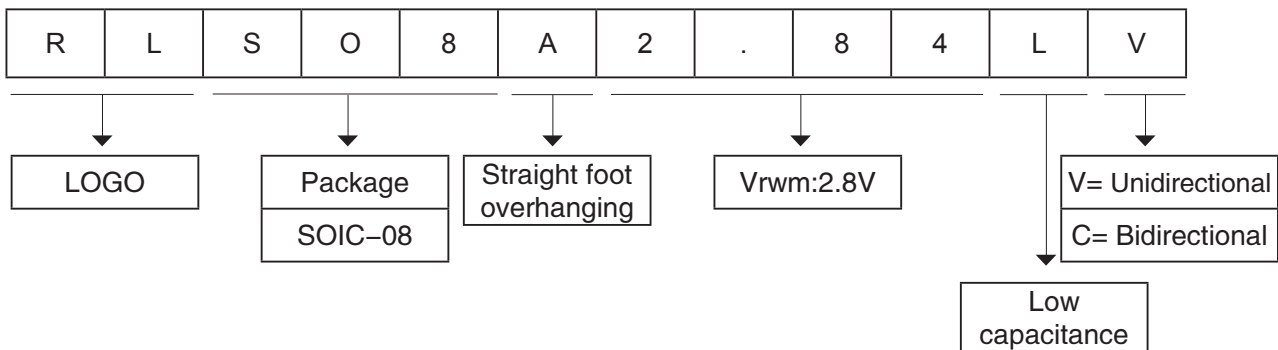 R L S O 8 A 2 . 8 4 L V
LOGO
Package
SOIC–08
Straight foot
overhanging
Vrwm:2.8V
V= Unidirectional
C= Bidirectional
Low
capacitance